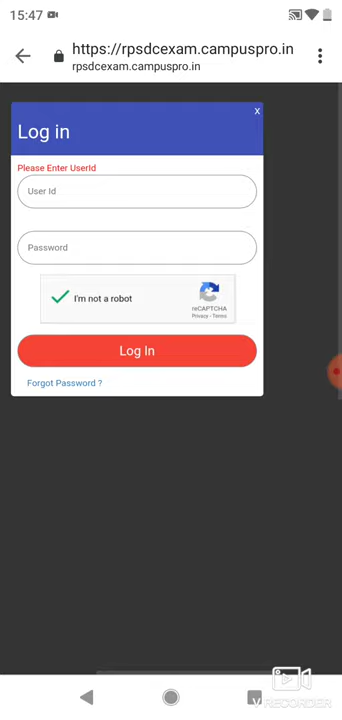 15:47
https://rpsdcexam.campuspro.in
rpsdcexam.campuspro.in
x
Log in
Please Enter UserId
User Id
Password
I'm not a robot
reCAPTCHA
Privacy - Terms
Log In
Forgot Password ?
V RECORDER